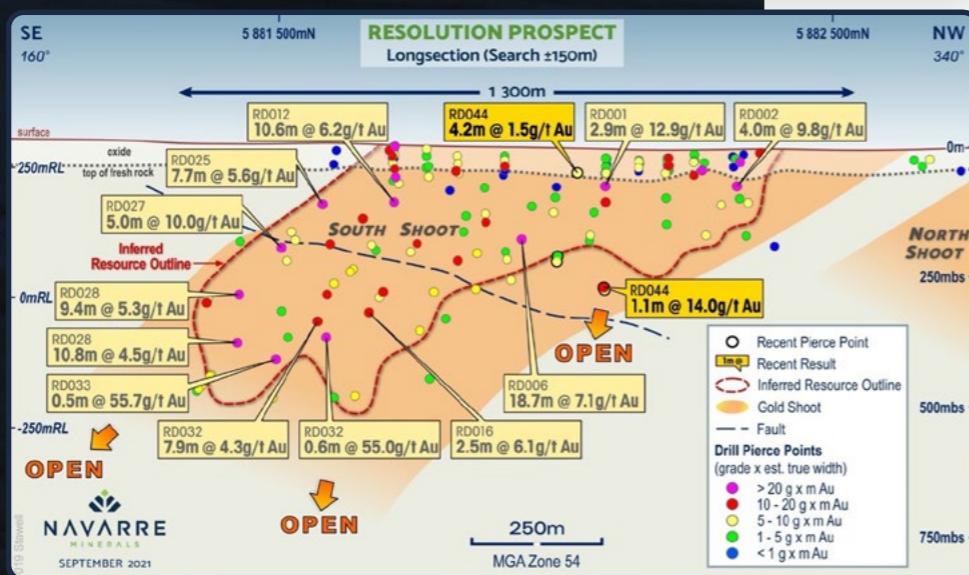 SE
160°
5 881 500mN
RESOLUTION PROSPECT
Longsection (Search ±150m)
5 882 500mN
NW
340°
1 300m
RD012
10.6m @ 6.2g/t Au
RD044
4.2m @ 1.5g/t Au
RD001
2.9m @ 12.9g/t Au
RD002
4.0m @ 9.8g/t Au
surface
oxide
top of fresh rock
250mRL
0m
RD025
7.7m @ 5.6g/t Au
RD027
5.0m @ 10.0g/t Au
SOUTH SHOOT
Inferred
Resource Outline
NORTH
SHOOT
250mbs
0mRL
RD028
9.4m @ 5.3g/t Au
RD044
1.1m @ 14.0g/t Au
OPEN
RD028
10.8m @ 4.5g/t Au
RD033
0.5m @ 55.7g/t Au
RD006
18.7m @ 7.1g/t Au
-250mRL
RD032
7.9m @ 4.3g/t Au
RD032
0.6m @ 55.0g/t Au
RD016
2.5m @ 6.1g/t Au
OPEN
OPEN
Recent Pierce Point
1m @
Recent Result
Inferred Resource Outline
Gold Shoot
Fault
Drill Pierce Points
(grade x est. true width)
> 20 g x m Au
10 - 20 g x m Au
5 - 10 g x m Au
1 - 5 g x m Au
< 1 g x m Au
500mbs
750mbs
NAVARRE
MINERALS
SEPTEMBER 2021
250m
MGA Zone 54
019 Stawell